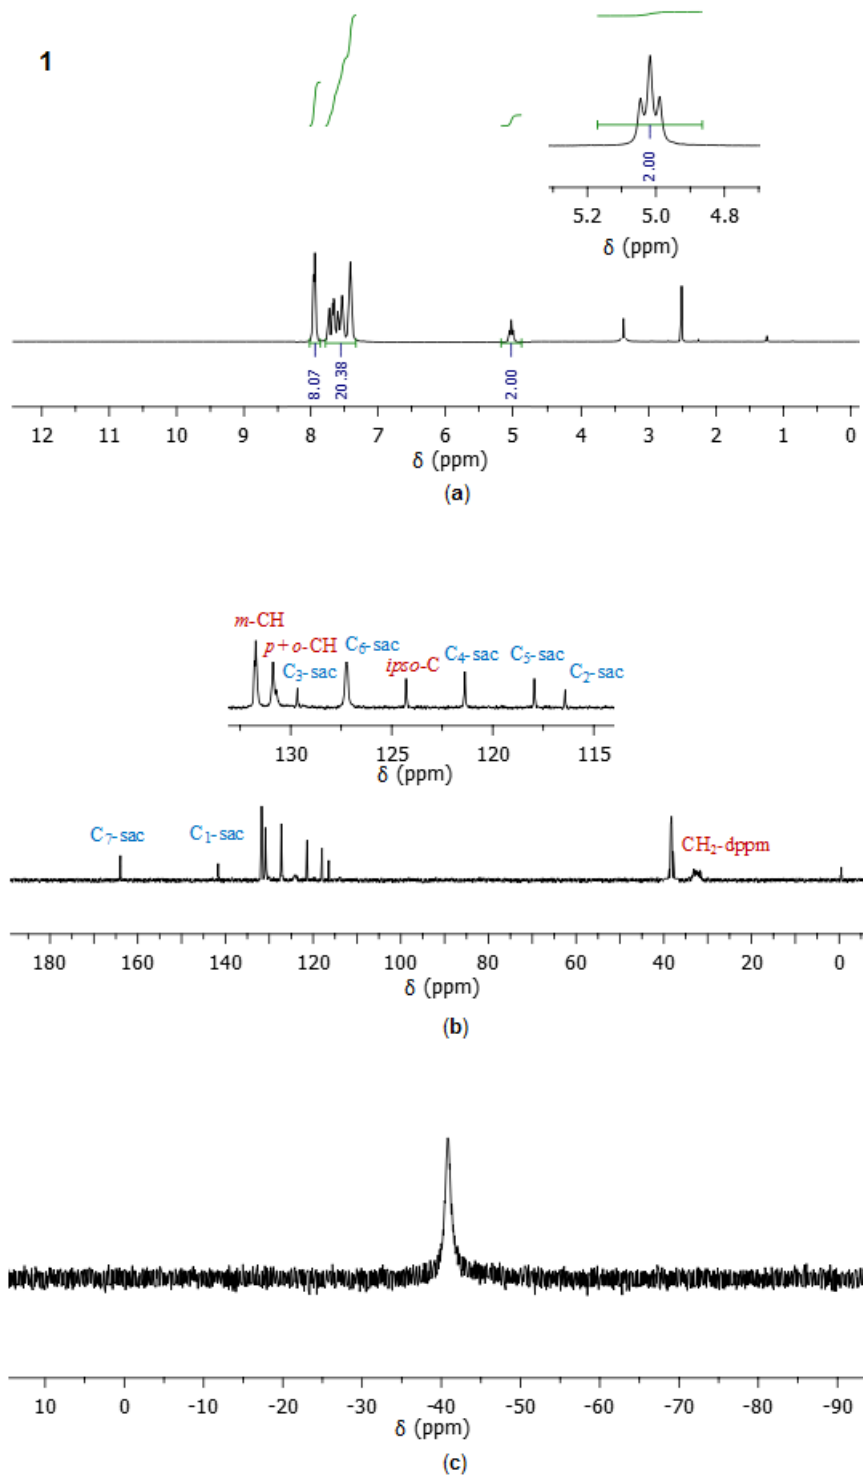 1
2.00
5.2 5.0 4.8
δ (ppm)
8.07
20.38
2.00
12 11 10 9 8 7 6 5 4 3 2 1 0
δ (ppm)
(a)
m-CH
p+o-CH
C3-sac
C6-sac
ipso-C
C4-sac
C5-sac
C2-sac
130 125 120 115
δ (ppm)
C7-sac
C1-sac
CH2-dppm
180 160 140 120 100 80 60 40 20 0
δ (ppm)
(b)
10 0 -10 -20 -30 -40 -50 -60 -70 -80 -90
δ (ppm)
(c)